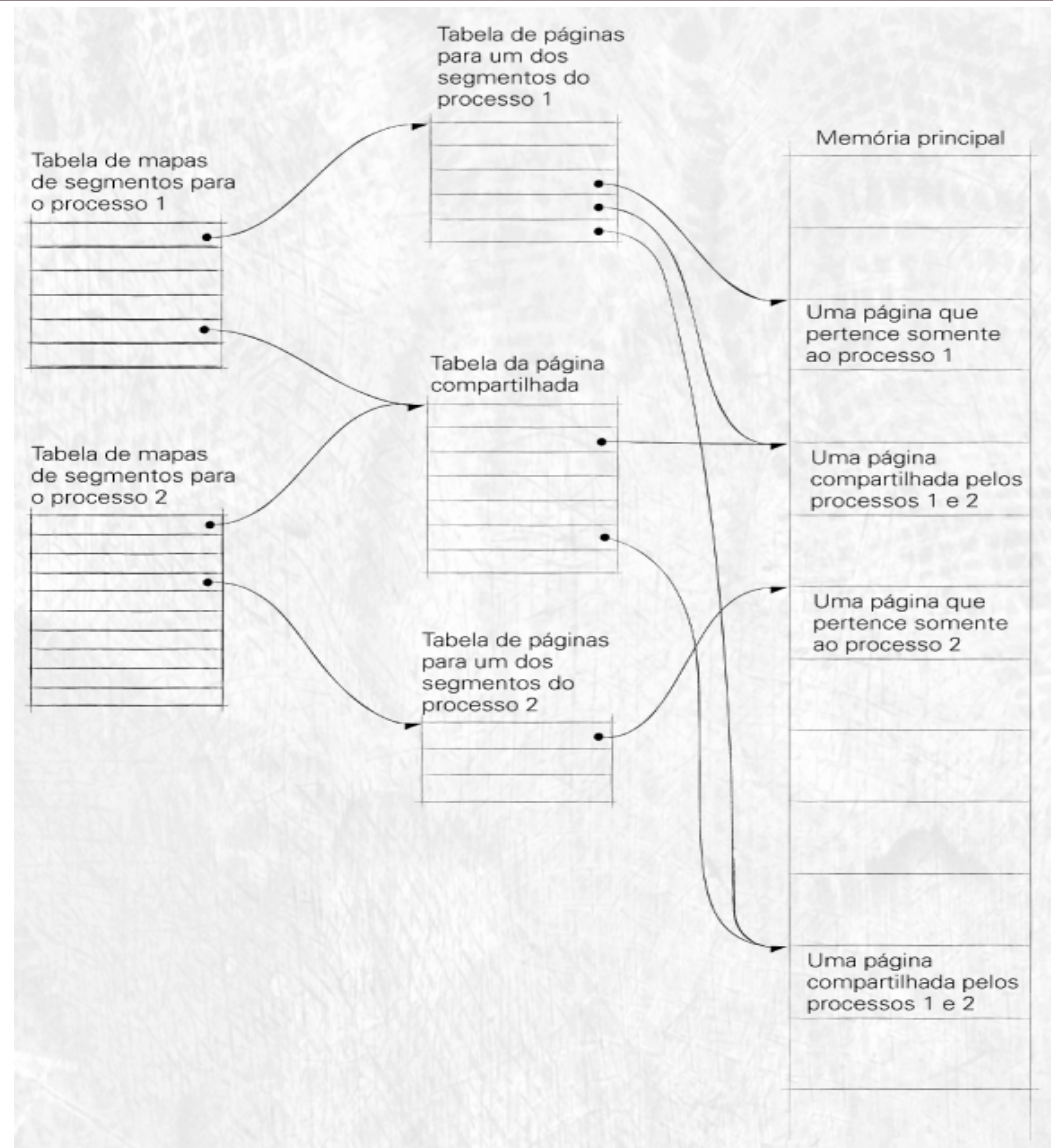 Tabela de páginas
para um dos
segmentos do
processo 1
Memória principal
Tabela de mapas
de segmentos para
o processo 1
Uma página que
pertence somente
ao processo 1
Tabela da página
compartilhada
Tabela de mapas
de segmentos para
o processo 2
Uma página
compartilhada pelos
processos 1 e 2
Uma página que
pertence somente
ao processo 2
Tabela de páginas
para um dos
segmentos do
processo 2
Uma página
compartilhada pelos
processos 1 e 2